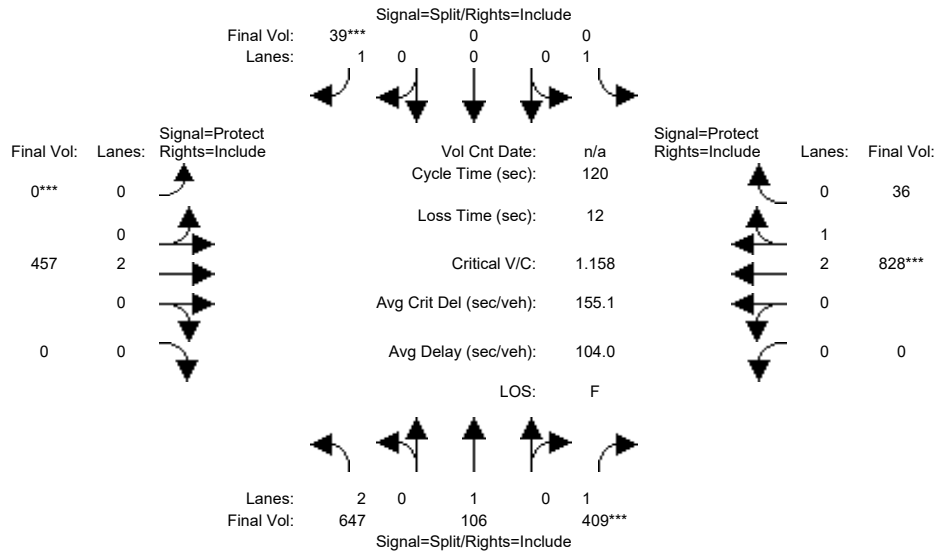 Signal=Split/Rights=Include
Final Vol: 39*** 0 0
Lanes: 1 0 0 0 1
Signal=Protect
Final Vol: Lanes: Rights=Include
Vol Cnt Date: n/a
Signal=Protect
Rights=Include Lanes: Final Vol:
Cycle Time (sec): 120
0*** 0
0 36
Loss Time (sec): 12
0
1
457 2
Critical V/C: 1.158
2 828***
0
Avg Crit Del (sec/veh): 155.1
0
0 0
Avg Delay (sec/veh): 104.0
0 0
LOS: F
Lanes: 2 0 1 0 1
Final Vol: 647 106 409***
Signal=Split/Rights=Include